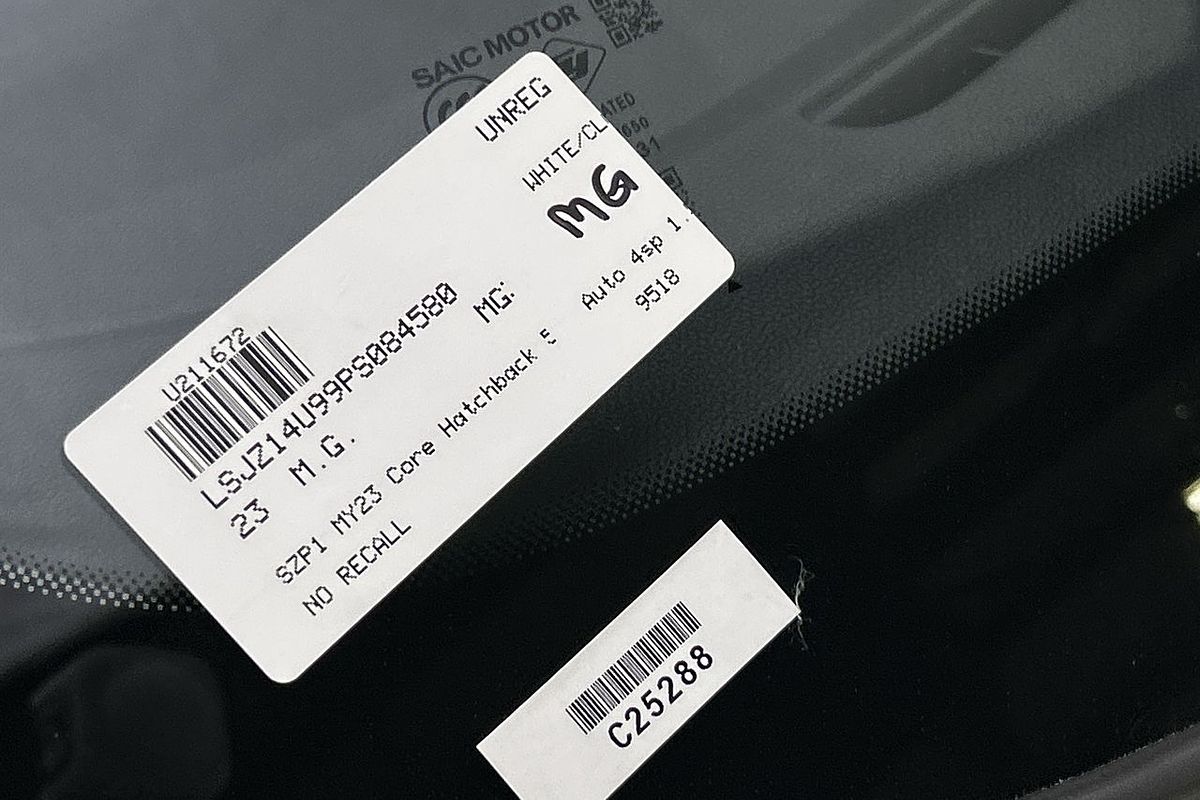 SAIC MOTOR
UNREG
WHITE/CL
MG
U211672
LSJZ14U99PS084580
23 M.G. MG
SZP1 MY23 Core Hatchback 5 Auto 4sp 1.
NO RECALL 9518
C25288